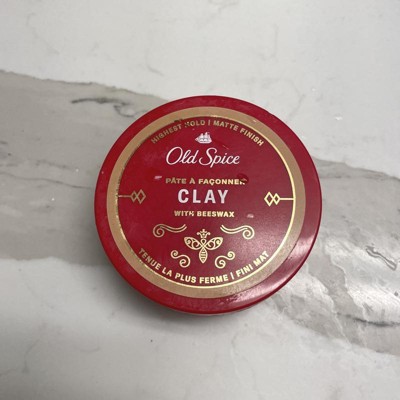 HIGHEST HOLD | MATTE FINISH
Old Spice
PÂTE À FAÇONNER
CLAY
WITH BEESWAX
TENUE LA PLUS FERME | FINI MAT